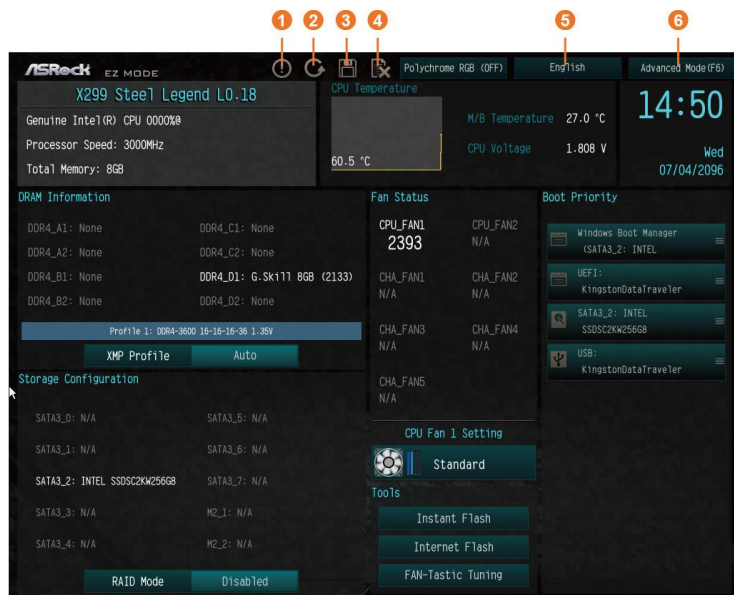 1 2 3 4 5 6
ASRock EZ MODE
Polychrome RGB (OFF) English Advanced Mode(F6)
X299 Steel Legend L0.18
Genuine Intel(R) CPU 0000%@
Processor Speed: 3000MHz
Total Memory: 8GB
CPU Temperature
60.5 °C
M/B Temperature 27.0 °C
CPU Voltage 1.808 V
14:50
Wed
07/04/2096
DRAM Information
DDR4_A1: None DDR4_C1: None
DDR4_A2: None DDR4_C2: None
DDR4_B1: None DDR4_D1: G.Skill 8GB (2133)
DDR4_B2: None DDR4_D2: None
Profile 1: DDR4-3600 16-16-16-36 1.35V
XMP Profile Auto
Storage Configuration
SATA3_0: N/A SATA3_5: N/A
SATA3_1: N/A SATA3_6: N/A
SATA3_2: INTEL SSDSC2KW256G8 SATA3_7: N/A
SATA3_3: N/A M2_1: N/A
SATA3_4: N/A M2_2: N/A
RAID Mode Disabled
Fan Status
CPU_FAN1 CPU_FAN2
2393 N/A
CHA_FAN1 CHA_FAN2
N/A N/A
CHA_FAN3 CHA_FAN4
N/A N/A
CHA_FAN5
N/A
CPU Fan 1 Setting
Standard
Tools
Instant Flash
Internet Flash
FAN-Tastic Tuning
Boot Priority
Windows Boot Manager
(SATA3_2: INTEL
UEFI:
KingstonDataTraveler
SATA3_2: INTEL
SSDSC2KW256G8
USB:
KingstonDataTraveler